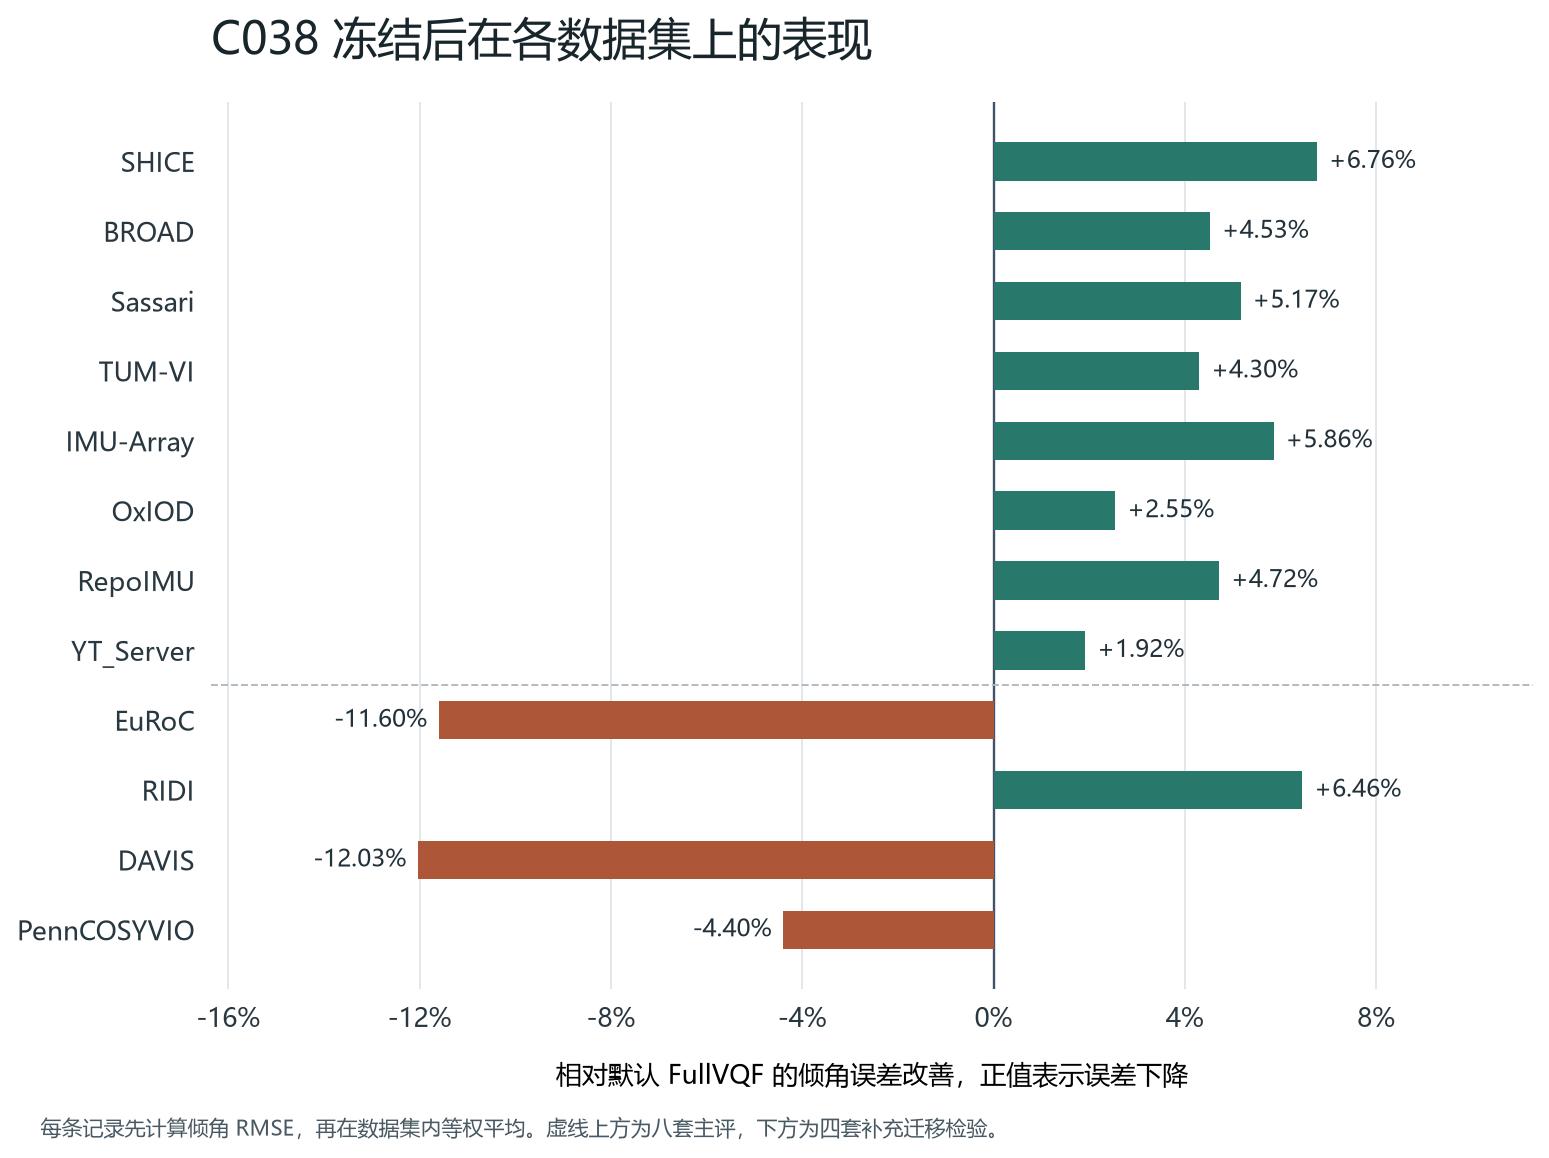 C038 冻结后在各数据集上的表现
SHICE +6.76%
BROAD +4.53%
Sassari +5.17%
TUM-VI +4.30%
IMU-Array +5.86%
OxIOD +2.55%
RepoIMU +4.72%
YT_Server +1.92%
EuRoC -11.60%
RIDI +6.46%
DAVIS -12.03%
PennCOSYVIO -4.40%
-16% -12% -8% -4% 0% 4% 8%
相对默认 FullVQF 的倾角误差改善，正值表示误差下降
每条记录先计算倾角 RMSE，再在数据集内等权平均。虚线上方为八套主评，下方为四套补充迁移检验。